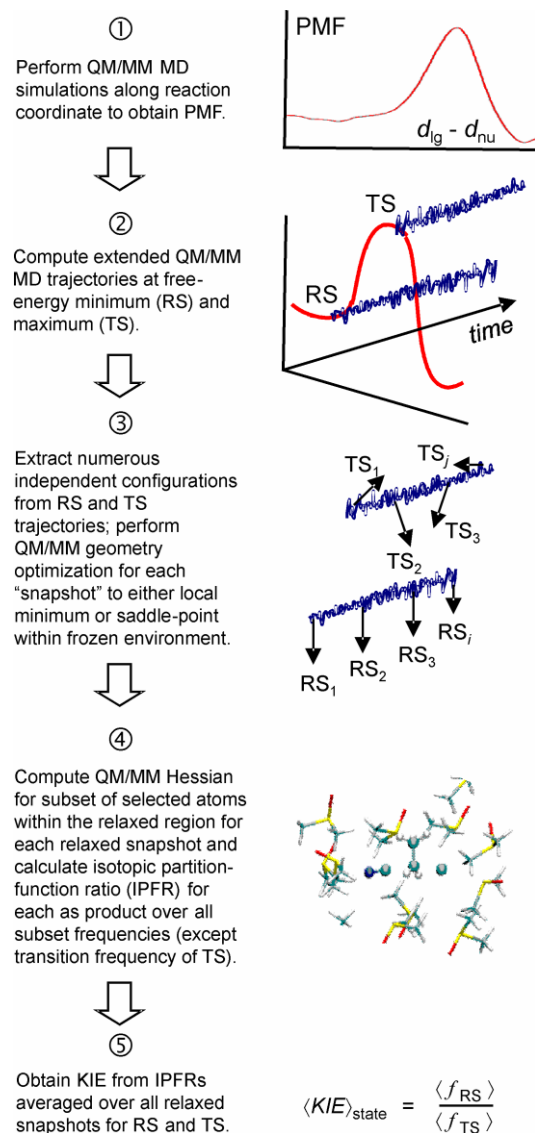 ①
Perform QM/MM MD
simulations along reaction
coordinate to obtain PMF.
PMF
d_lg - d_nu
②
Compute extended QM/MM
MD trajectories at free-
energy minimum (RS) and
maximum (TS).
TS
RS
time
③
Extract numerous
independent configurations
from RS and TS
trajectories; perform
QM/MM geometry
optimization for each
“snapshot” to either local
minimum or saddle-point
within frozen environment.
TS₁
TSⱼ
TS₂
TS₃
RS₁
RS₂
RS₃
RSᵢ
④
Compute QM/MM Hessian
for subset of selected atoms
within the relaxed region for
each relaxed snapshot and
calculate isotopic partition-
function ratio (IPFR) for
each as product over all
subset frequencies (except
transition frequency of TS).
⑤
Obtain KIE from IPFRs
averaged over all relaxed
snapshots for RS and TS.
⟨KIE⟩_state = ⟨f_RS⟩ / ⟨f_TS⟩